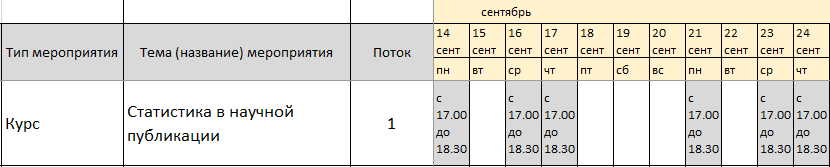 сентябрь
Тип мероприятия Тема (название) мероприятия Поток 14 сент 15 сент 16 сент 17 сент 18 сент 19 сент 20 сент 21 сент 22 сент 23 сент 24 сент
пн вт ср чт пт сб вс пн вт ср чт
Курс Статистика в научной публикации 1 с 17.00 до 18.30 с 17.00 до 18.30 с 17.00 до 18.30 с 17.00 до 18.30 с 17.00 до 18.30 с 17.00 до 18.30